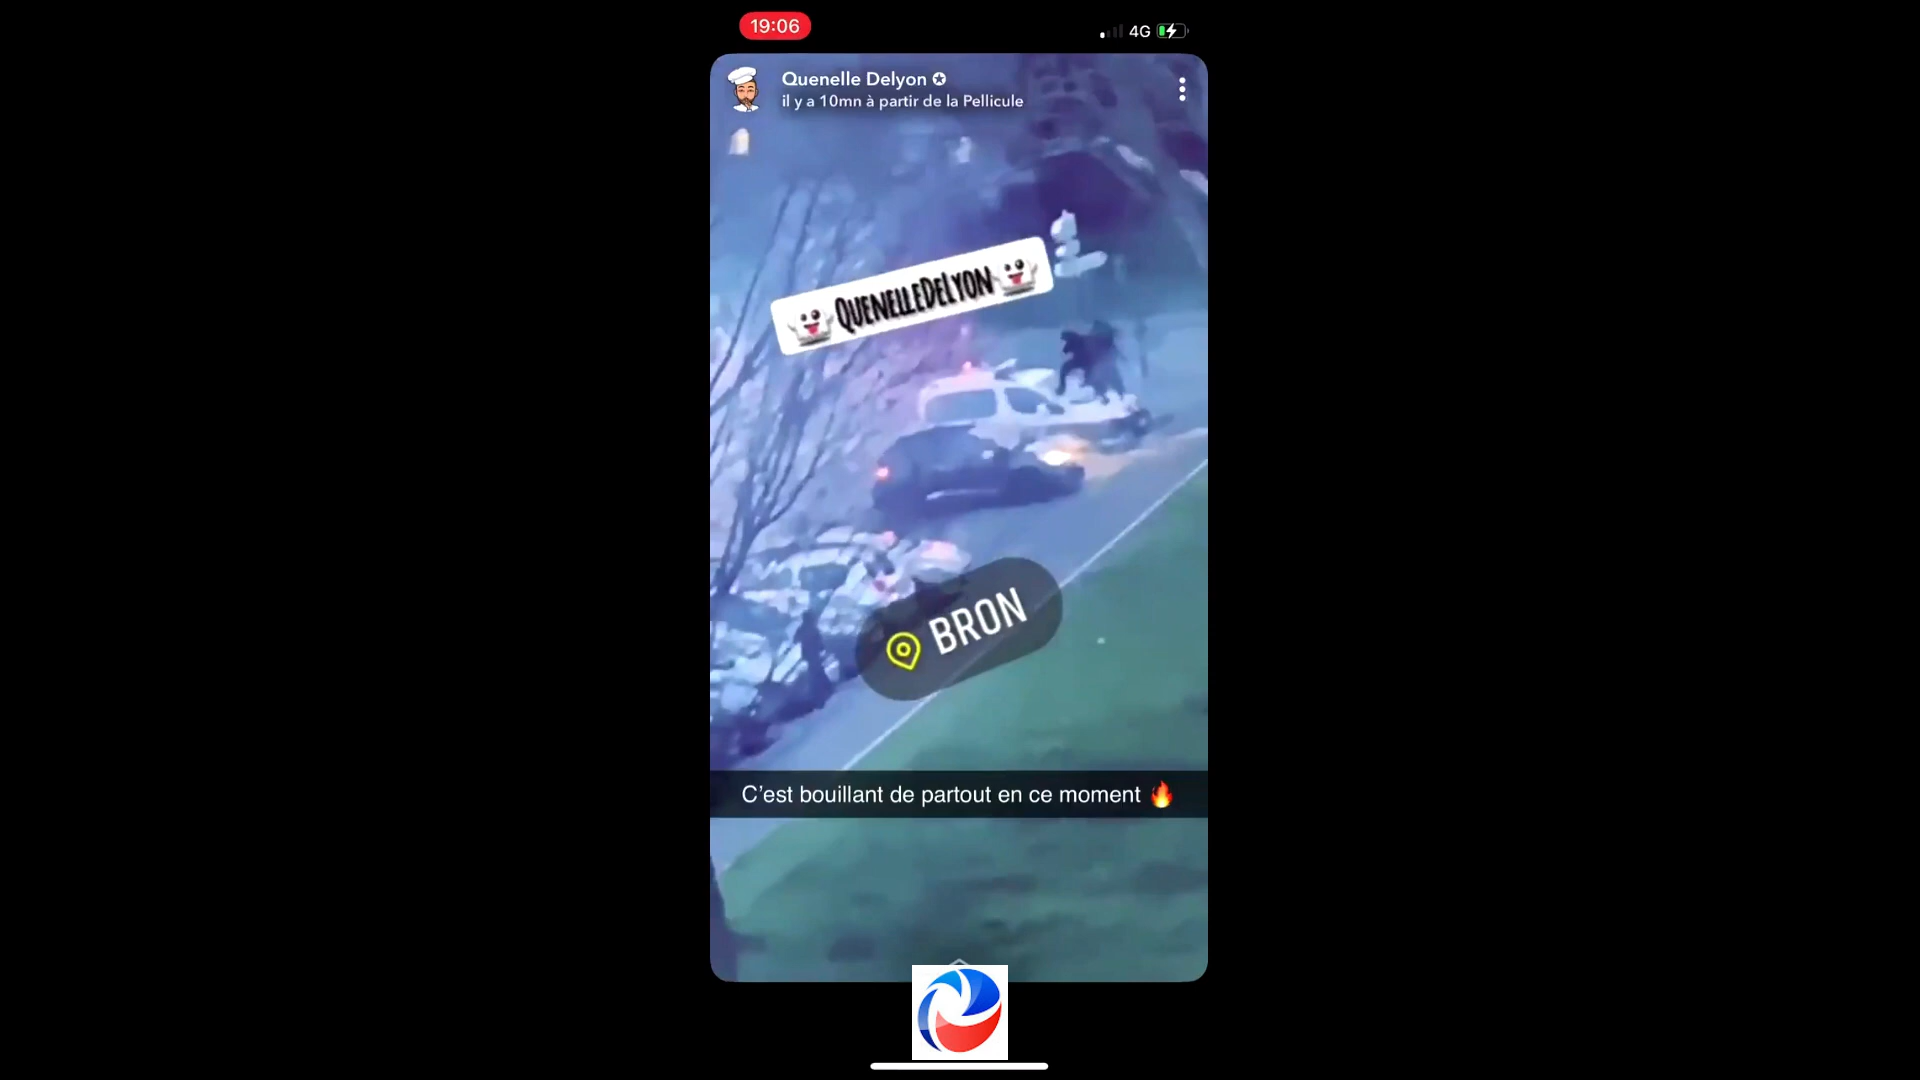 19:06
4G
Quenelle Delyon
il y a 10mn à partir de la Pellicule
QUENELLEDELYON
BRON
C'est bouillant de partout en ce moment 🔥